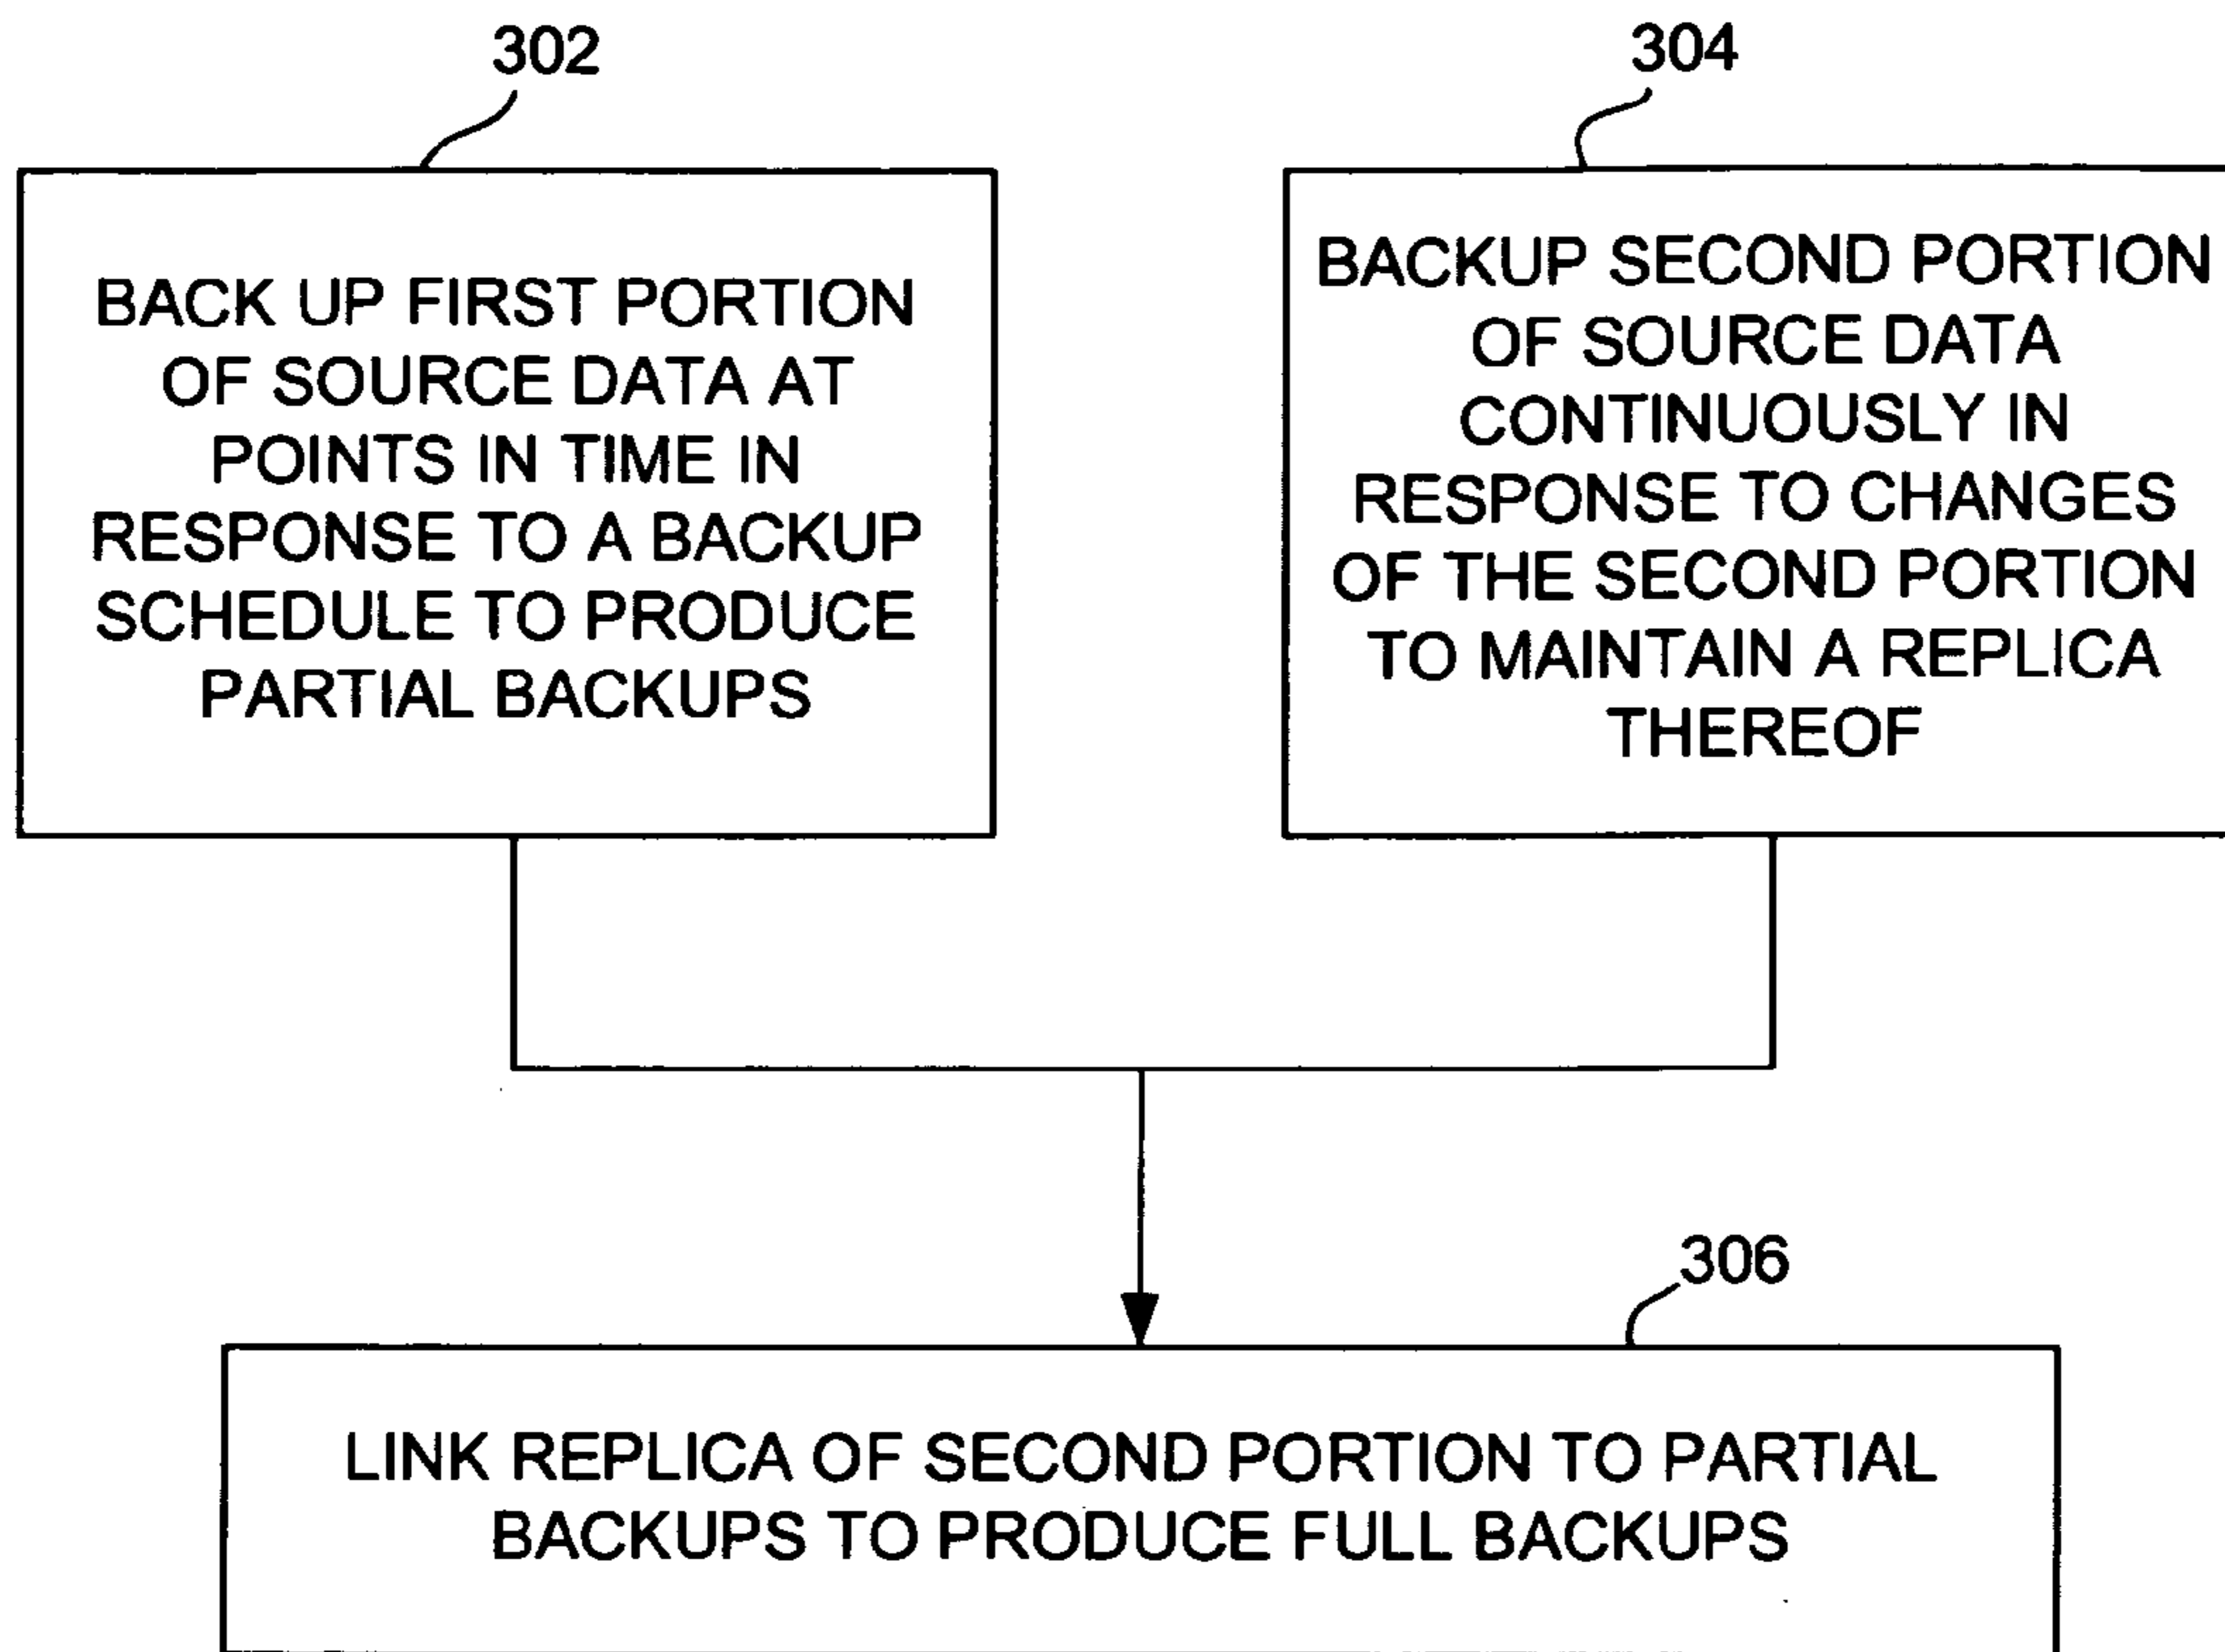 302
BACK UP FIRST PORTION
OF SOURCE DATA AT
POINTS IN TIME IN
RESPONSE TO A BACKUP
SCHEDULE TO PRODUCE
PARTIAL BACKUPS
304
BACKUP SECOND PORTION
OF SOURCE DATA
CONTINUOUSLY IN
RESPONSE TO CHANGES
OF THE SECOND PORTION
TO MAINTAIN A REPLICA
THEREOF
306
LINK REPLICA OF SECOND PORTION TO PARTIAL
BACKUPS TO PRODUCE FULL BACKUPS